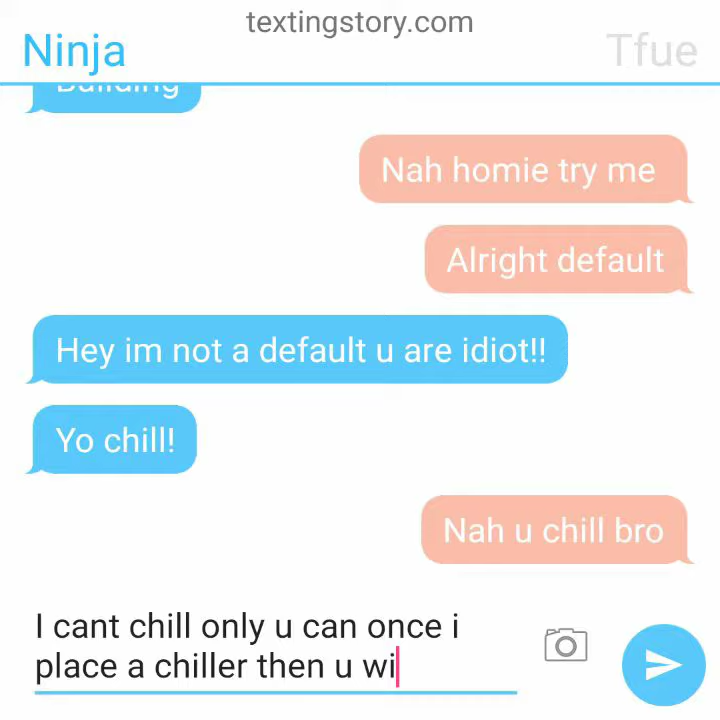 textingstory.com
Ninja
Tfue
Building
Nah homie try me
Alright default
Hey im not a default u are idiot!!
Yo chill!
Nah u chill bro
I cant chill only u can once i
place a chiller then u wi